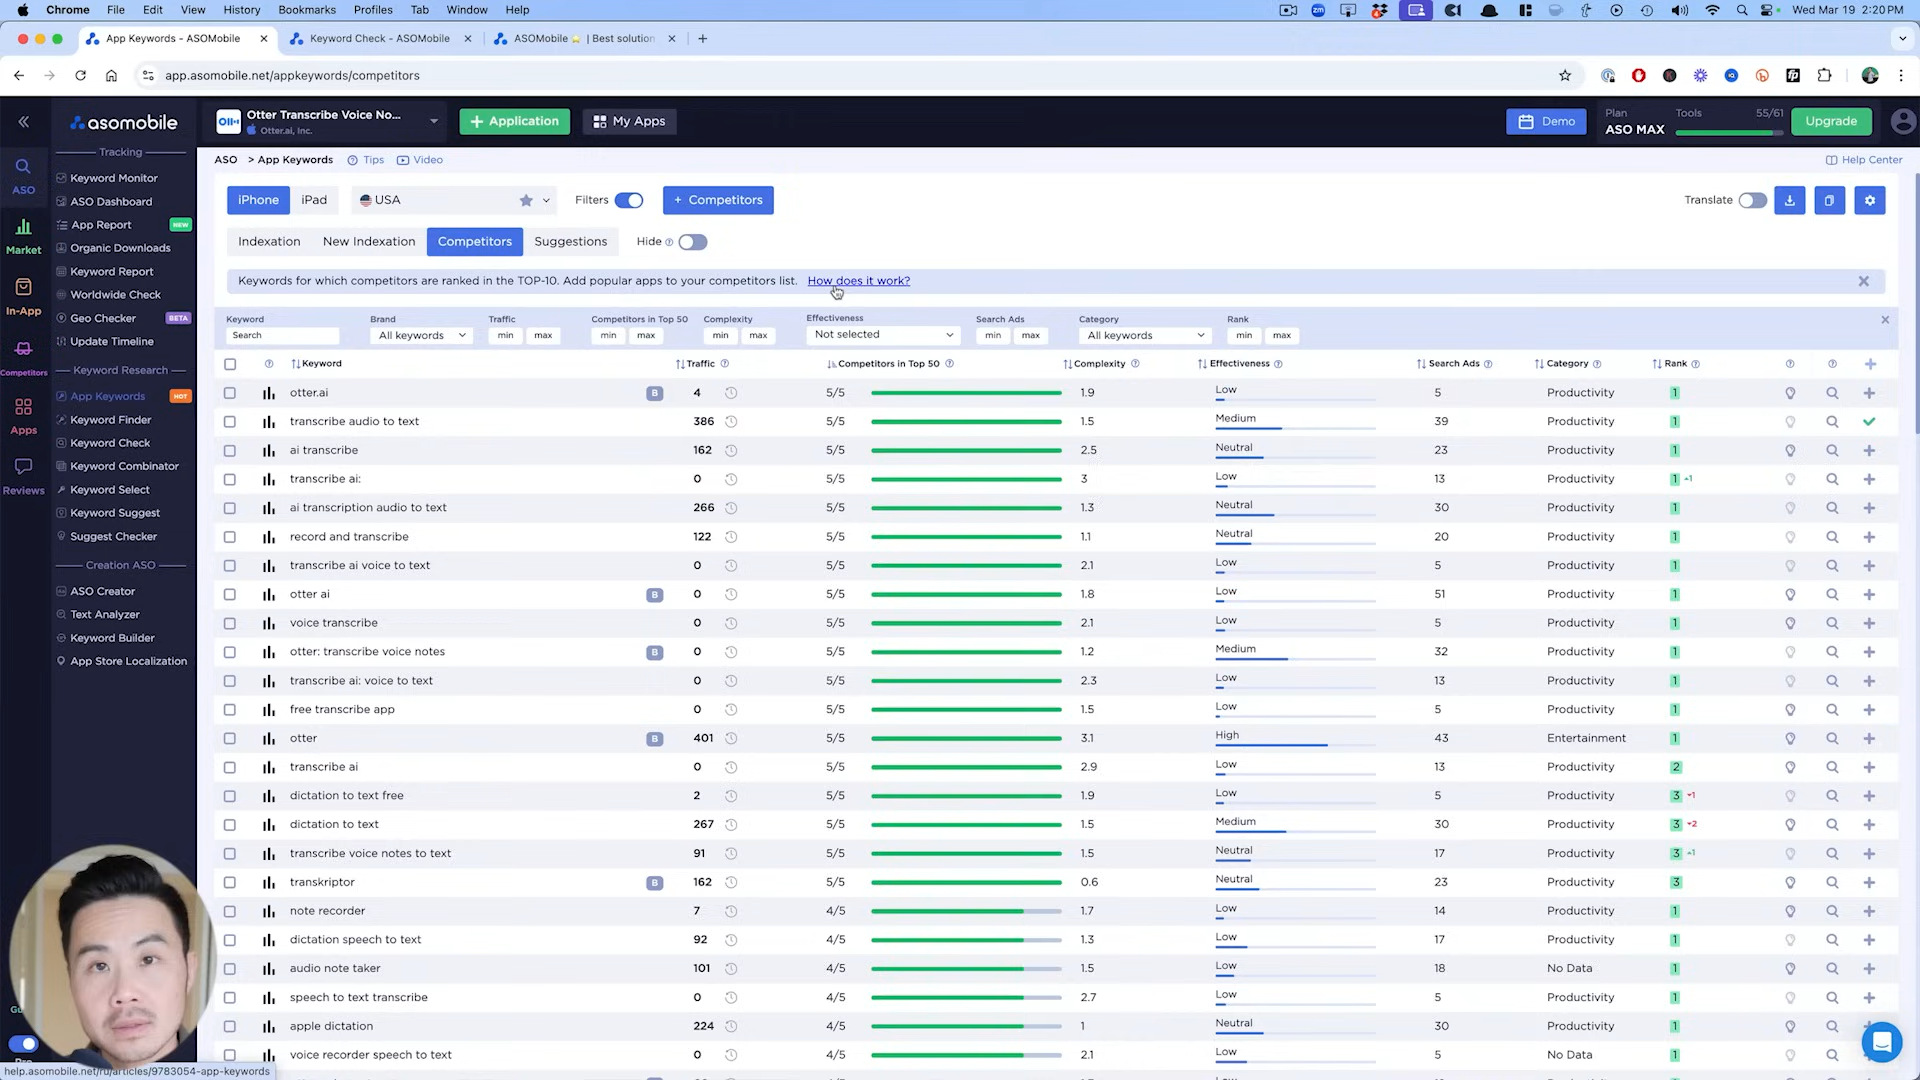 Chrome File Edit View History Bookmarks Profiles Tab Window Help Wed Mar 19 2:20 PM
App Keywords - ASOMobile Keyword Check - ASOMobile ASOMobile | Best solution
app.asomobile.net/appkeywords/competitors
asomobile Otter Transcribe Voice No... Otter.ai, Inc. + Application My Apps Demo Plan ASO MAX Tools 55/61 Upgrade
ASO
Market
In-App
Competitors
Apps
Reviews
Tracking
Keyword Monitor
ASO Dashboard
App Report NEW
Organic Downloads
Keyword Report
Worldwide Check
Geo Checker BETA
Update Timeline
Keyword Research
App Keywords HOT
Keyword Finder
Keyword Check
Keyword Combinator
Keyword Select
Keyword Suggest
Suggest Checker
Creation ASO
ASO Creator
Text Analyzer
Keyword Builder
App Store Localization
ASO > App Keywords Tips Video Help Center
iPhone iPad USA Filters + Competitors Translate
Indexation New Indexation Competitors Suggestions Hide
Keywords for which competitors are ranked in the TOP-10. Add popular apps to your competitors list. How does it work?
Keyword Brand Traffic Competitors in Top 50 Complexity Effectiveness Search Ads Category Rank
Search All keywords min max min max min max Not selected min max All keywords min max
Keyword Traffic Competitors in Top 50 Complexity Effectiveness Search Ads Category Rank
otter.ai B 4 5/5 1.9 Low 5 Productivity 1
transcribe audio to text 386 5/5 1.5 Medium 39 Productivity 1
ai transcribe 162 5/5 2.5 Neutral 23 Productivity 1
transcribe ai: 0 5/5 3 Low 13 Productivity 1 1
ai transcription audio to text 266 5/5 1.3 Neutral 30 Productivity 1
record and transcribe 122 5/5 1.1 Neutral 20 Productivity 1
transcribe ai voice to text 0 5/5 2.1 Low 5 Productivity 1
otter ai B 0 5/5 1.8 Low 51 Productivity 1
voice transcribe 0 5/5 2.1 Low 5 Productivity 1
otter: transcribe voice notes B 0 5/5 1.2 Medium 32 Productivity 1
transcribe ai: voice to text 0 5/5 2.3 Low 13 Productivity 1
free transcribe app 0 5/5 1.5 Low 5 Productivity 1
otter B 401 5/5 3.1 High 43 Entertainment 1
transcribe ai 0 5/5 2.9 Low 13 Productivity 2
dictation to text free 2 5/5 1.9 Low 5 Productivity 3 1
dictation to text 267 5/5 1.5 Medium 30 Productivity 3 2
transcribe voice notes to text 91 5/5 1.5 Neutral 17 Productivity 3 1
transkriptor B 162 5/5 0.6 Neutral 23 Productivity 3
note recorder 7 4/5 1.7 Low 14 Productivity 1
dictation speech to text 92 4/5 1.3 Low 17 Productivity 1
audio note taker 101 4/5 1.5 Low 18 No Data 1
speech to text transcribe 0 4/5 2.7 Low 5 Productivity 1
apple dictation 224 4/5 1 Neutral 30 Productivity 1
voice recorder speech to text 0 4/5 2.1 Low 5 No Data 1
help.asomobile.net/ru/articles/9783054-app-keywords